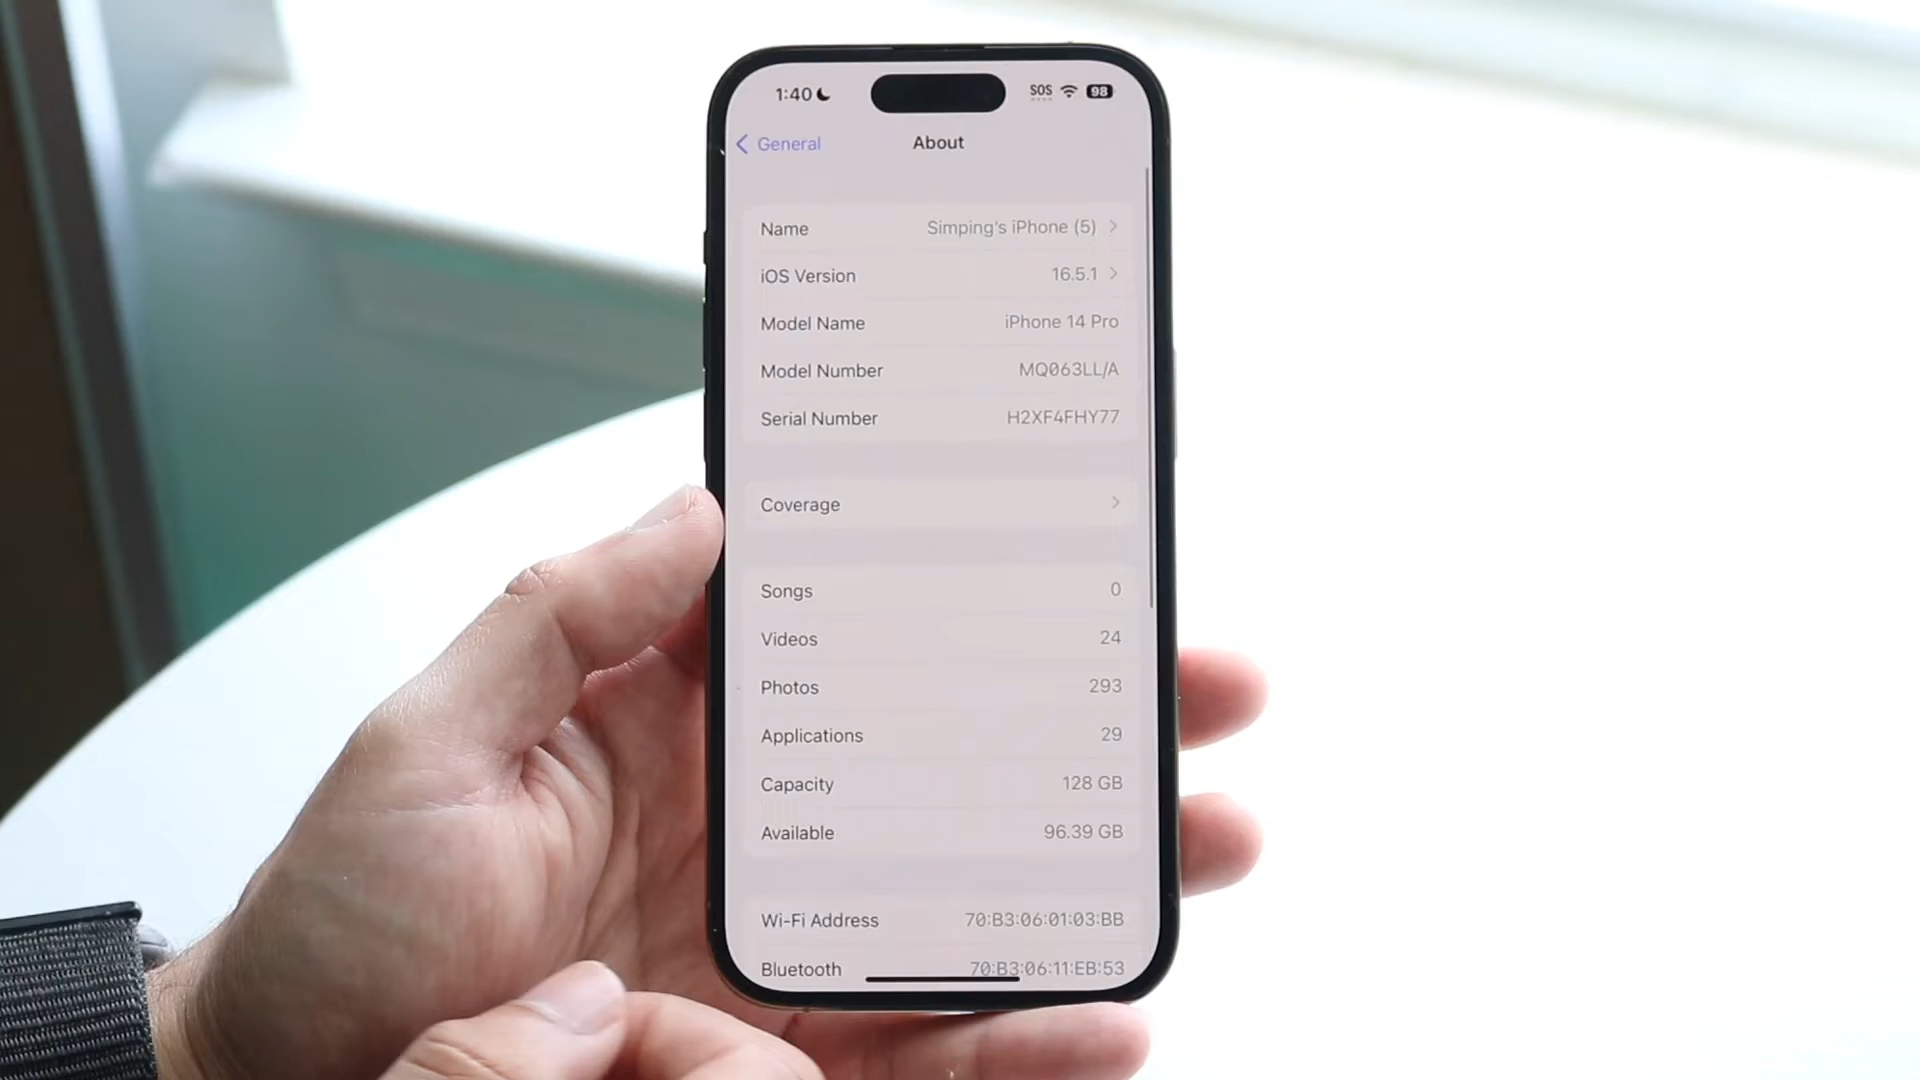 1:40 SOS 98
General About
Name Simping's iPhone (5)
iOS Version 16.5.1
Model Name iPhone 14 Pro
Model Number MQ063LL/A
Serial Number H2XF4FHY77
Coverage
Songs 0
Videos 24
Photos 293
Applications 29
Capacity 128 GB
Available 96.39 GB
Wi-Fi Address 70:B3:06:01:03:BB
Bluetooth 70:B3:06:11:EB:53